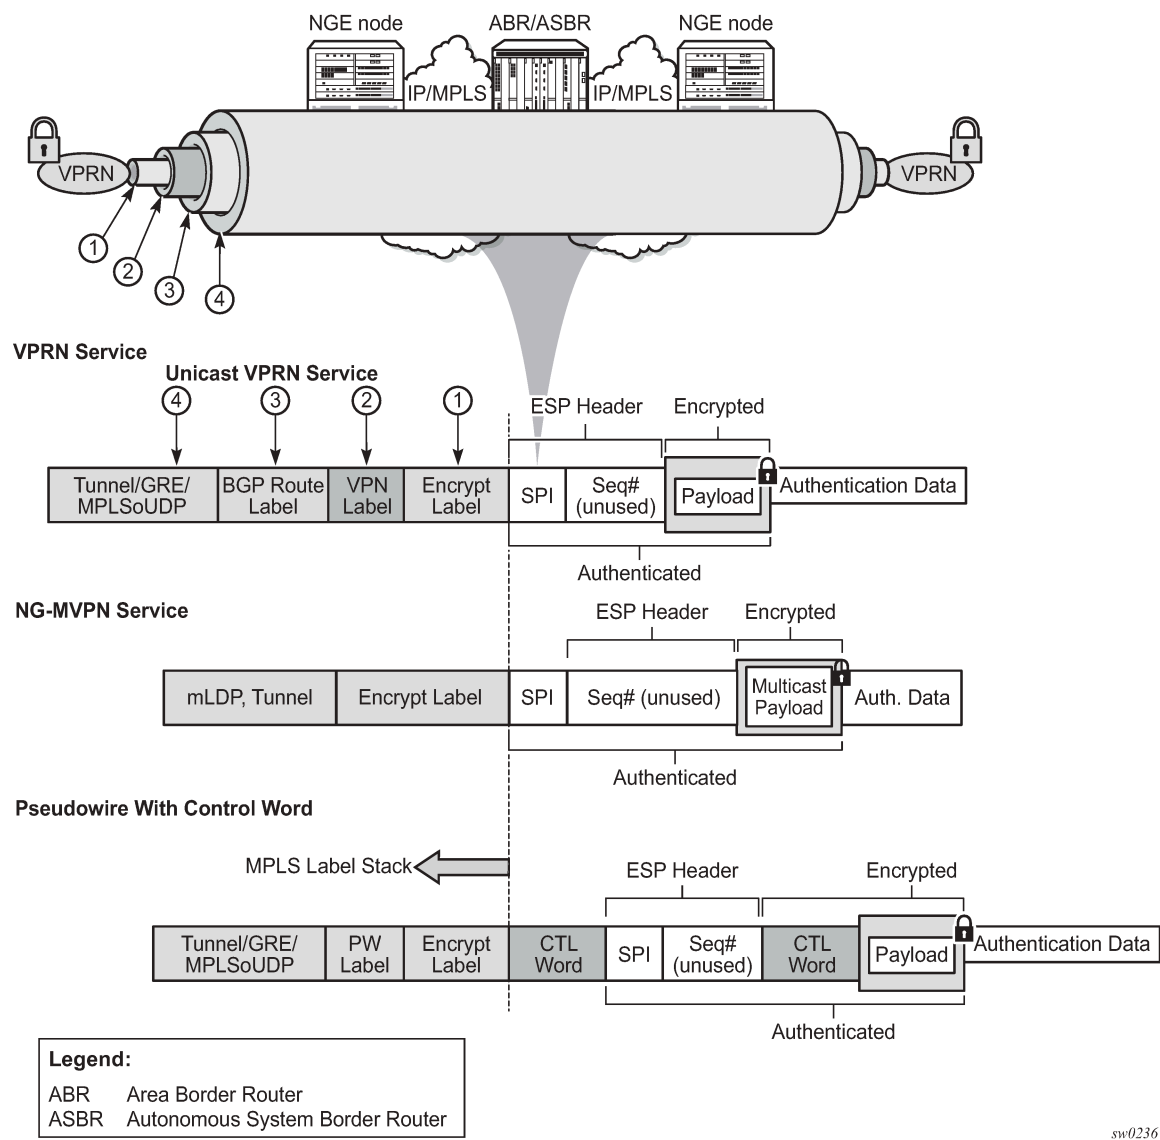 NGE node
ABR/ASBR
NGE node
IP/MPLS
IP/MPLS
VPRN
VPRN
1
2
3
4
VPRN Service
Unicast VPRN Service
4
3
2
1
ESP Header
Encrypted
Tunnel/GRE/
MPLSoUDP
BGP Route
Label
VPN
Label
Encrypt
Label
SPI
Seq#
(unused)
Payload
Authentication Data
Authenticated
NG-MVPN Service
ESP Header
Encrypted
mLDP, Tunnel
Encrypt Label
SPI
Seq# (unused)
Multicast
Payload
Auth. Data
Authenticated
Pseudowire With Control Word
MPLS Label Stack
ESP Header
Encrypted
Tunnel/GRE/
MPLSoUDP
PW
Label
Encrypt
Label
CTL
Word
SPI
Seq#
(unused)
CTL
Word
Payload
Authentication Data
Authenticated
Legend:
ABR Area Border Router
ASBR Autonomous System Border Router
sw0236